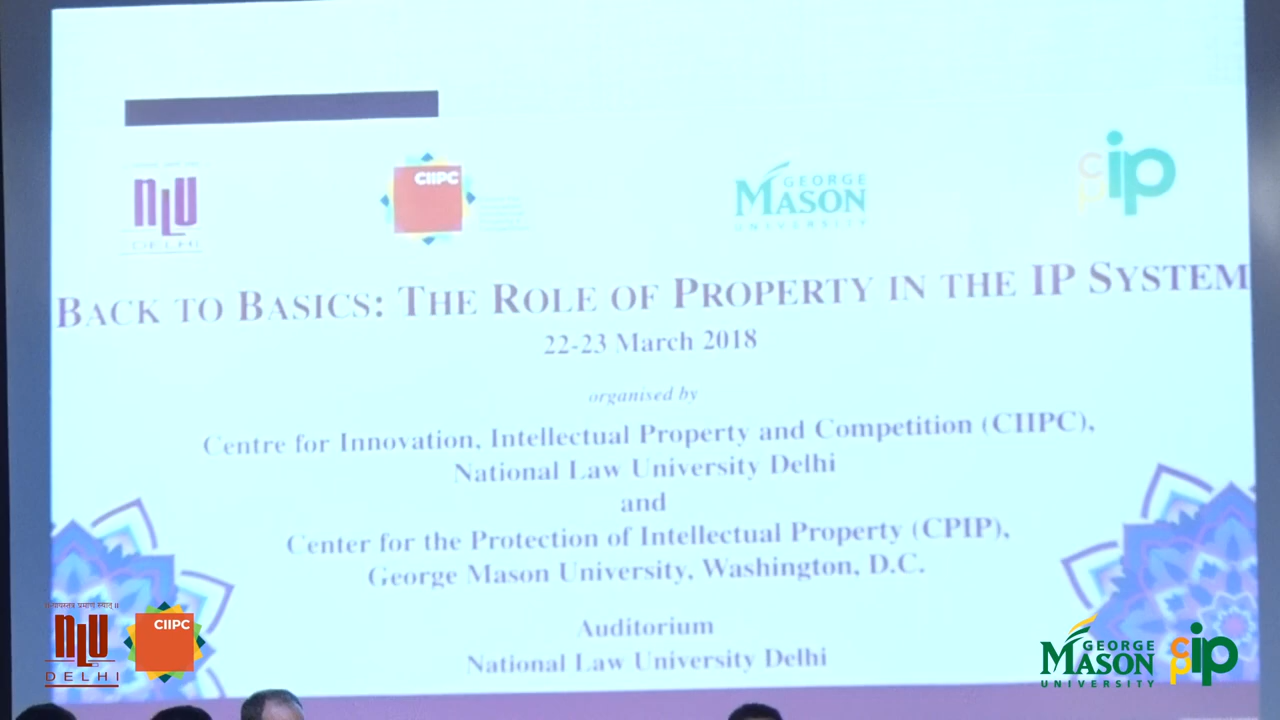 NLU
DELHI
CIIPC
GEORGE
MASON
UNIVERSITY
cpip
BACK TO BASICS: THE ROLE OF PROPERTY IN THE IP SYSTEM
22-23 March 2018
organised by
Centre for Innovation, Intellectual Property and Competition (CIIPC),
National Law University Delhi
and
Center for the Protection of Intellectual Property (CPIP),
George Mason University, Washington, D.C.
Auditorium
National Law University Delhi
NLU
DELHI
CIIPC
GEORGE
MASON
UNIVERSITY
cpip